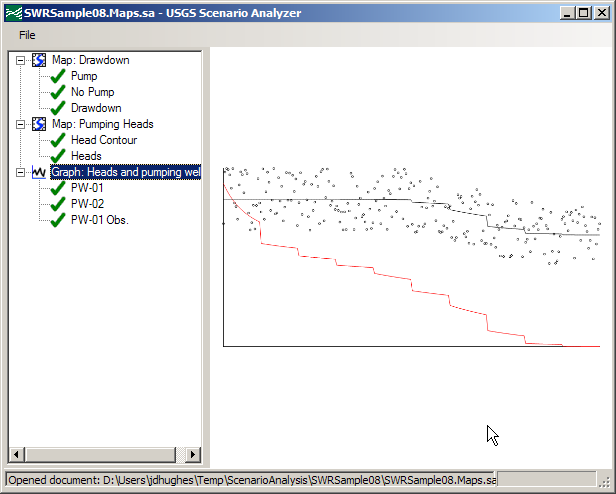 SWRSample08.Maps.sa - USGS Scenario Analyzer
File
Map: Drawdown
Pump
No Pump
Drawdown
Map: Pumping Heads
Head Contour
Heads
Graph: Heads and pumping wel
PW-01
PW-02
PW-01 Obs.
Opened document: D:\Users\jdhughes\Temp\ScenarioAnalysis\SWRSample08\SWRSample08.Maps.sa